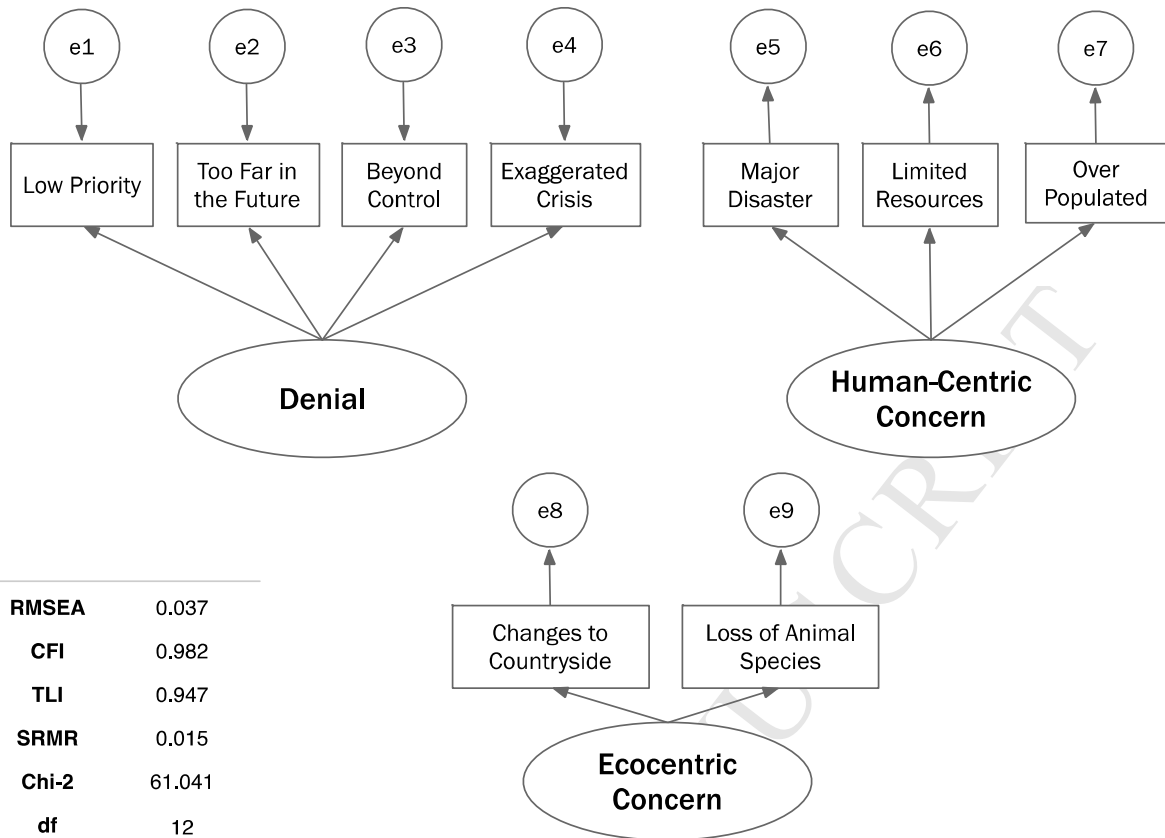 e1
e2
e3
e4
e5
e6
e7
Low Priority
Too Far in
the Future
Beyond
Control
Exaggerated
Crisis
Major
Disaster
Limited
Resources
Over
Populated
Denial
Human-Centric
Concern
e8
e9
Changes to
Countryside
Loss of Animal
Species
Ecocentric
Concern
RMSEA 0.037
CFI 0.982
TLI 0.947
SRMR 0.015
Chi-2 61.041
df 12
UCRIPT